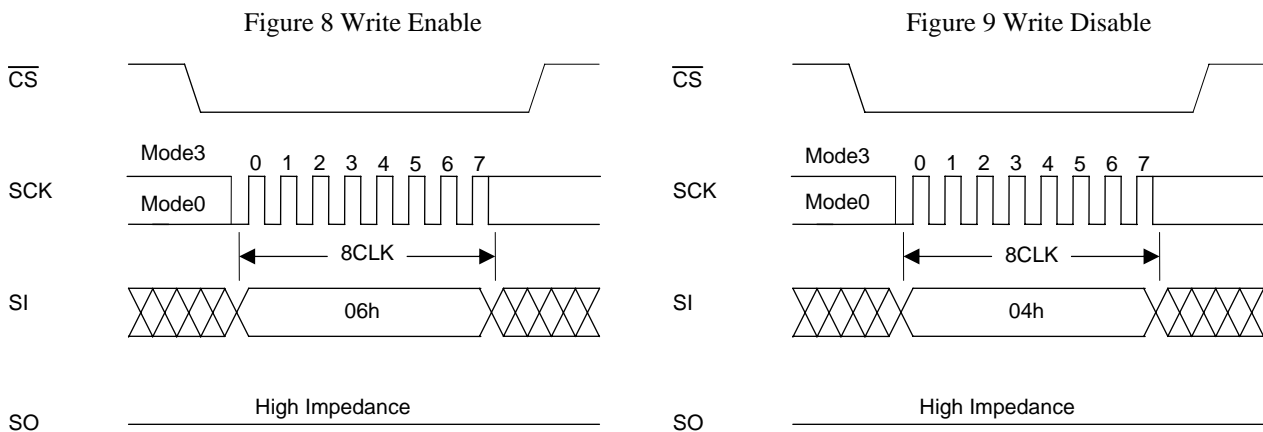 Figure 8 Write Enable
CS
Mode3
0 1 2 3 4 5 6 7
SCK
Mode0
8CLK
SI
06h
High Impedance
SO
Figure 9 Write Disable
CS
Mode3
0 1 2 3 4 5 6 7
SCK
Mode0
8CLK
SI
04h
High Impedance
SO